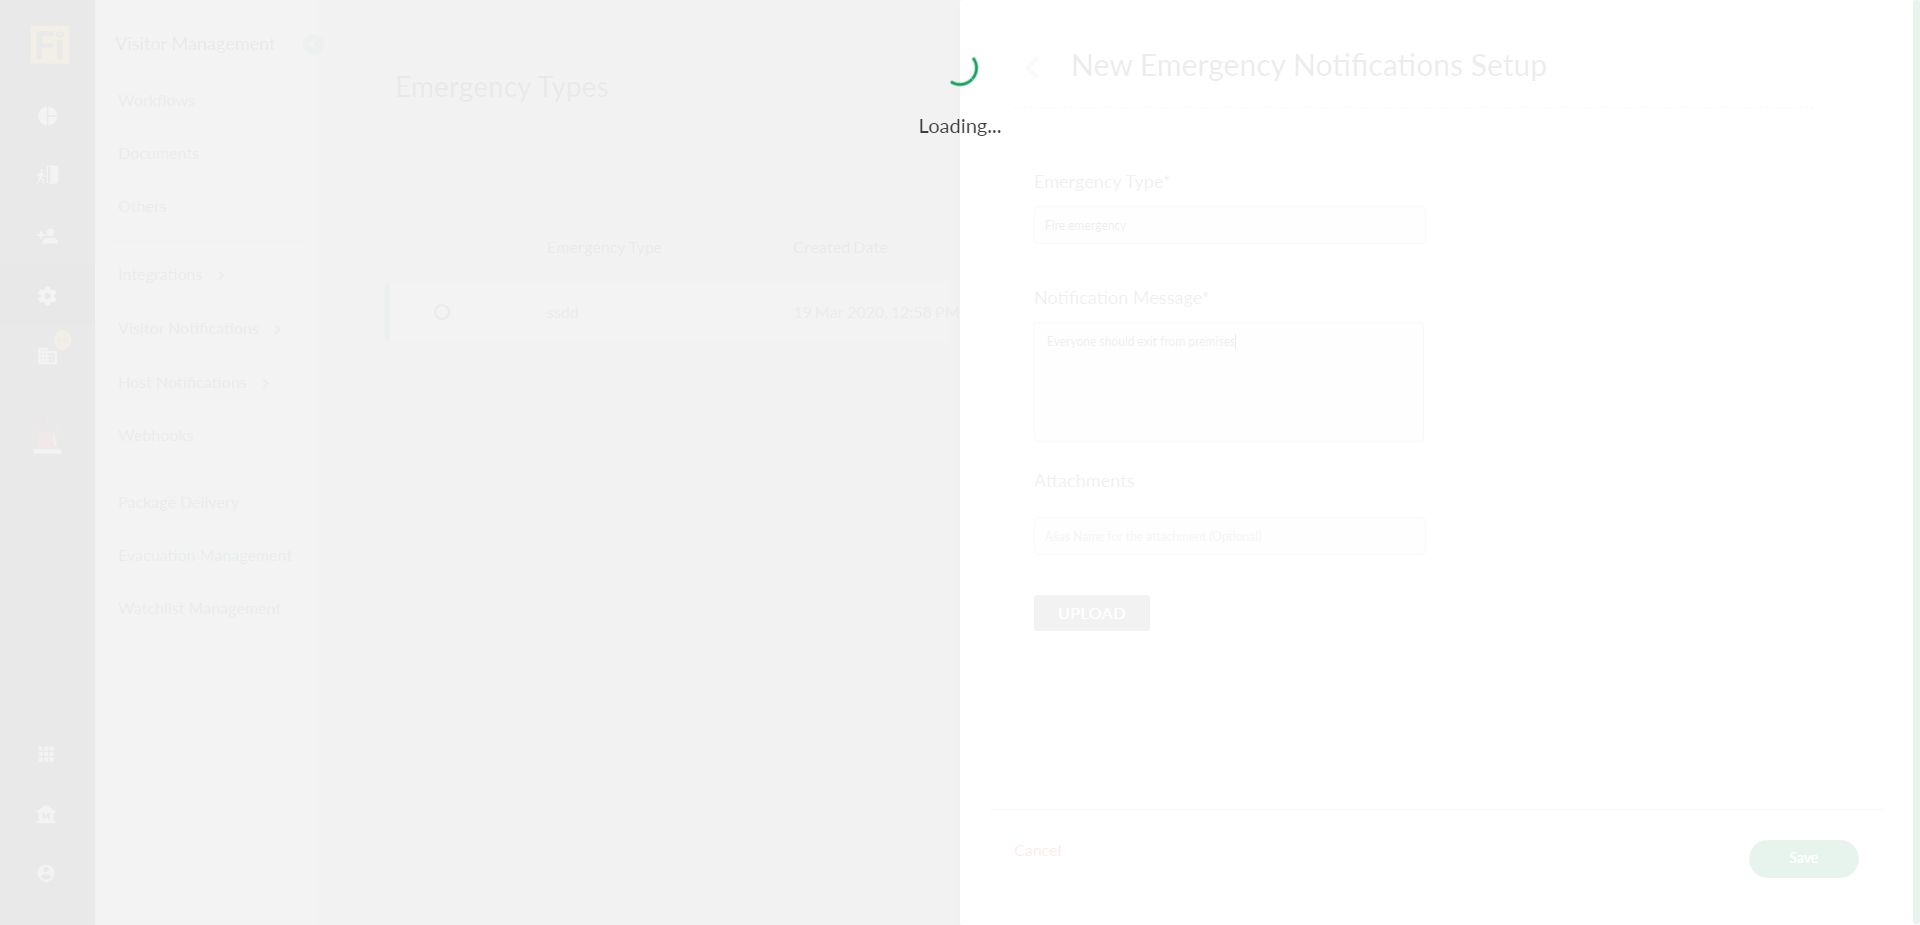 Fi
Visitor Management
Workflows
Documents
Others
Integrations
Visitor Notifications
Host Notifications
Webhooks
Package Delivery
Evacuation Management
Watchlist Management
Emergency Types
Emergency Type Created Date
ssdd 19 Mar 2020, 12:58 PM
Loading...
New Emergency Notifications Setup
Emergency Type*
Fire emergency
Notification Message*
Everyone should exit from premises
Attachments
Alias Name for the attachment (Optional)
UPLOAD
Cancel
Save